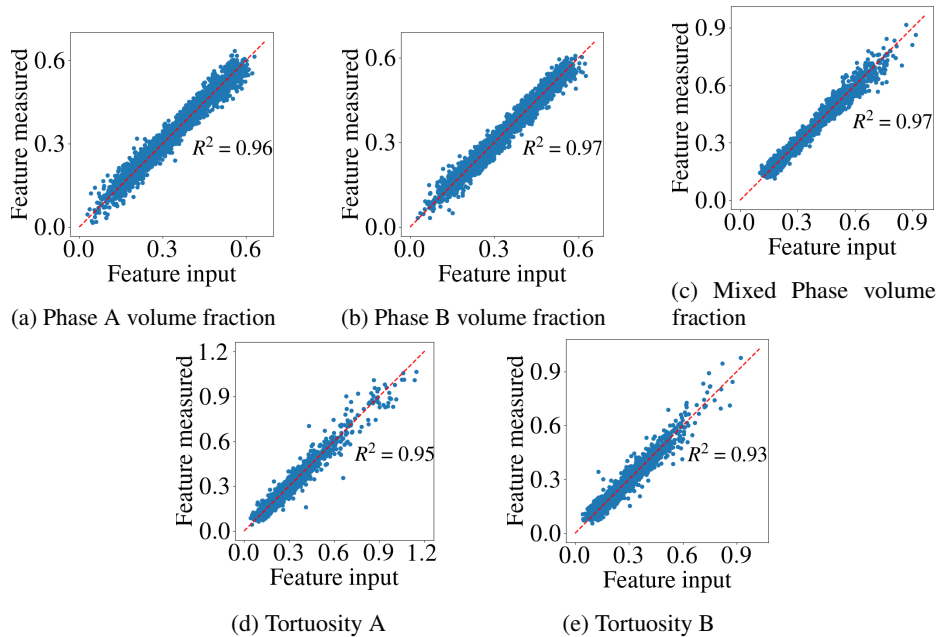 Feature measured
0.6
0.3
0.0
R² = 0.96
0.0 0.3 0.6
Feature input
(a) Phase A volume fraction
Feature measured
0.6
0.3
0.0
R² = 0.97
0.0 0.3 0.6
Feature input
(b) Phase B volume fraction
Feature measured
0.9
0.6
0.3
0.0
R² = 0.97
0.0 0.3 0.6 0.9
Feature input
(c) Mixed Phase volume
fraction
Feature measured
1.2
0.9
0.6
0.3
0.0
R² = 0.95
0.0 0.3 0.6 0.9 1.2
Feature input
(d) Tortuosity A
Feature measured
0.9
0.6
0.3
0.0
R² = 0.93
0.0 0.3 0.6 0.9
Feature input
(e) Tortuosity B